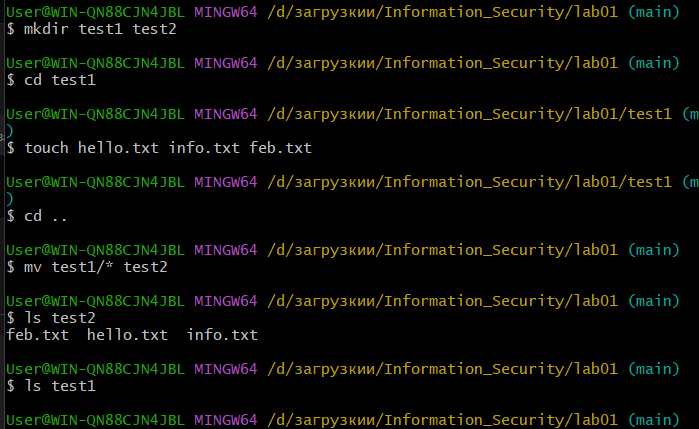 User@WIN-QN88CJN4JBL MINGW64 /d/загрузкии/Information_Security/lab01 (main)
$ mkdir test1 test2
User@WIN-QN88CJN4JBL MINGW64 /d/загрузкии/Information_Security/lab01 (main)
$ cd test1
User@WIN-QN88CJN4JBL MINGW64 /d/загрузкии/Information_Security/lab01/test1 (m
)
$ touch hello.txt info.txt feb.txt
User@WIN-QN88CJN4JBL MINGW64 /d/загрузкии/Information_Security/lab01/test1 (m
)
$ cd ..
User@WIN-QN88CJN4JBL MINGW64 /d/загрузкии/Information_Security/lab01 (main)
$ mv test1/* test2
User@WIN-QN88CJN4JBL MINGW64 /d/загрузкии/Information_Security/lab01 (main)
$ ls test2
feb.txt  hello.txt  info.txt
User@WIN-QN88CJN4JBL MINGW64 /d/загрузкии/Information_Security/lab01 (main)
$ ls test1
User@WIN-QN88CJN4JBL MINGW64 /d/загрузкии/Information_Security/lab01 (main)